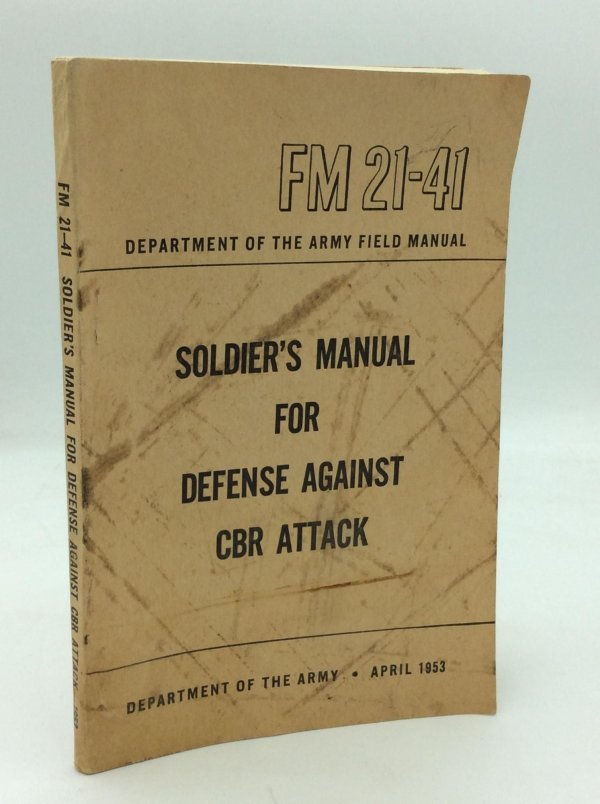 FM 21-41
DEPARTMENT OF THE ARMY FIELD MANUAL
SOLDIER'S MANUAL
FOR
DEFENSE AGAINST
CBR ATTACK
DEPARTMENT OF THE ARMY • APRIL 1953
FM 21-41 SOLDIER'S MANUAL FOR DEFENSE AGAINST CBR ATTACK 1953